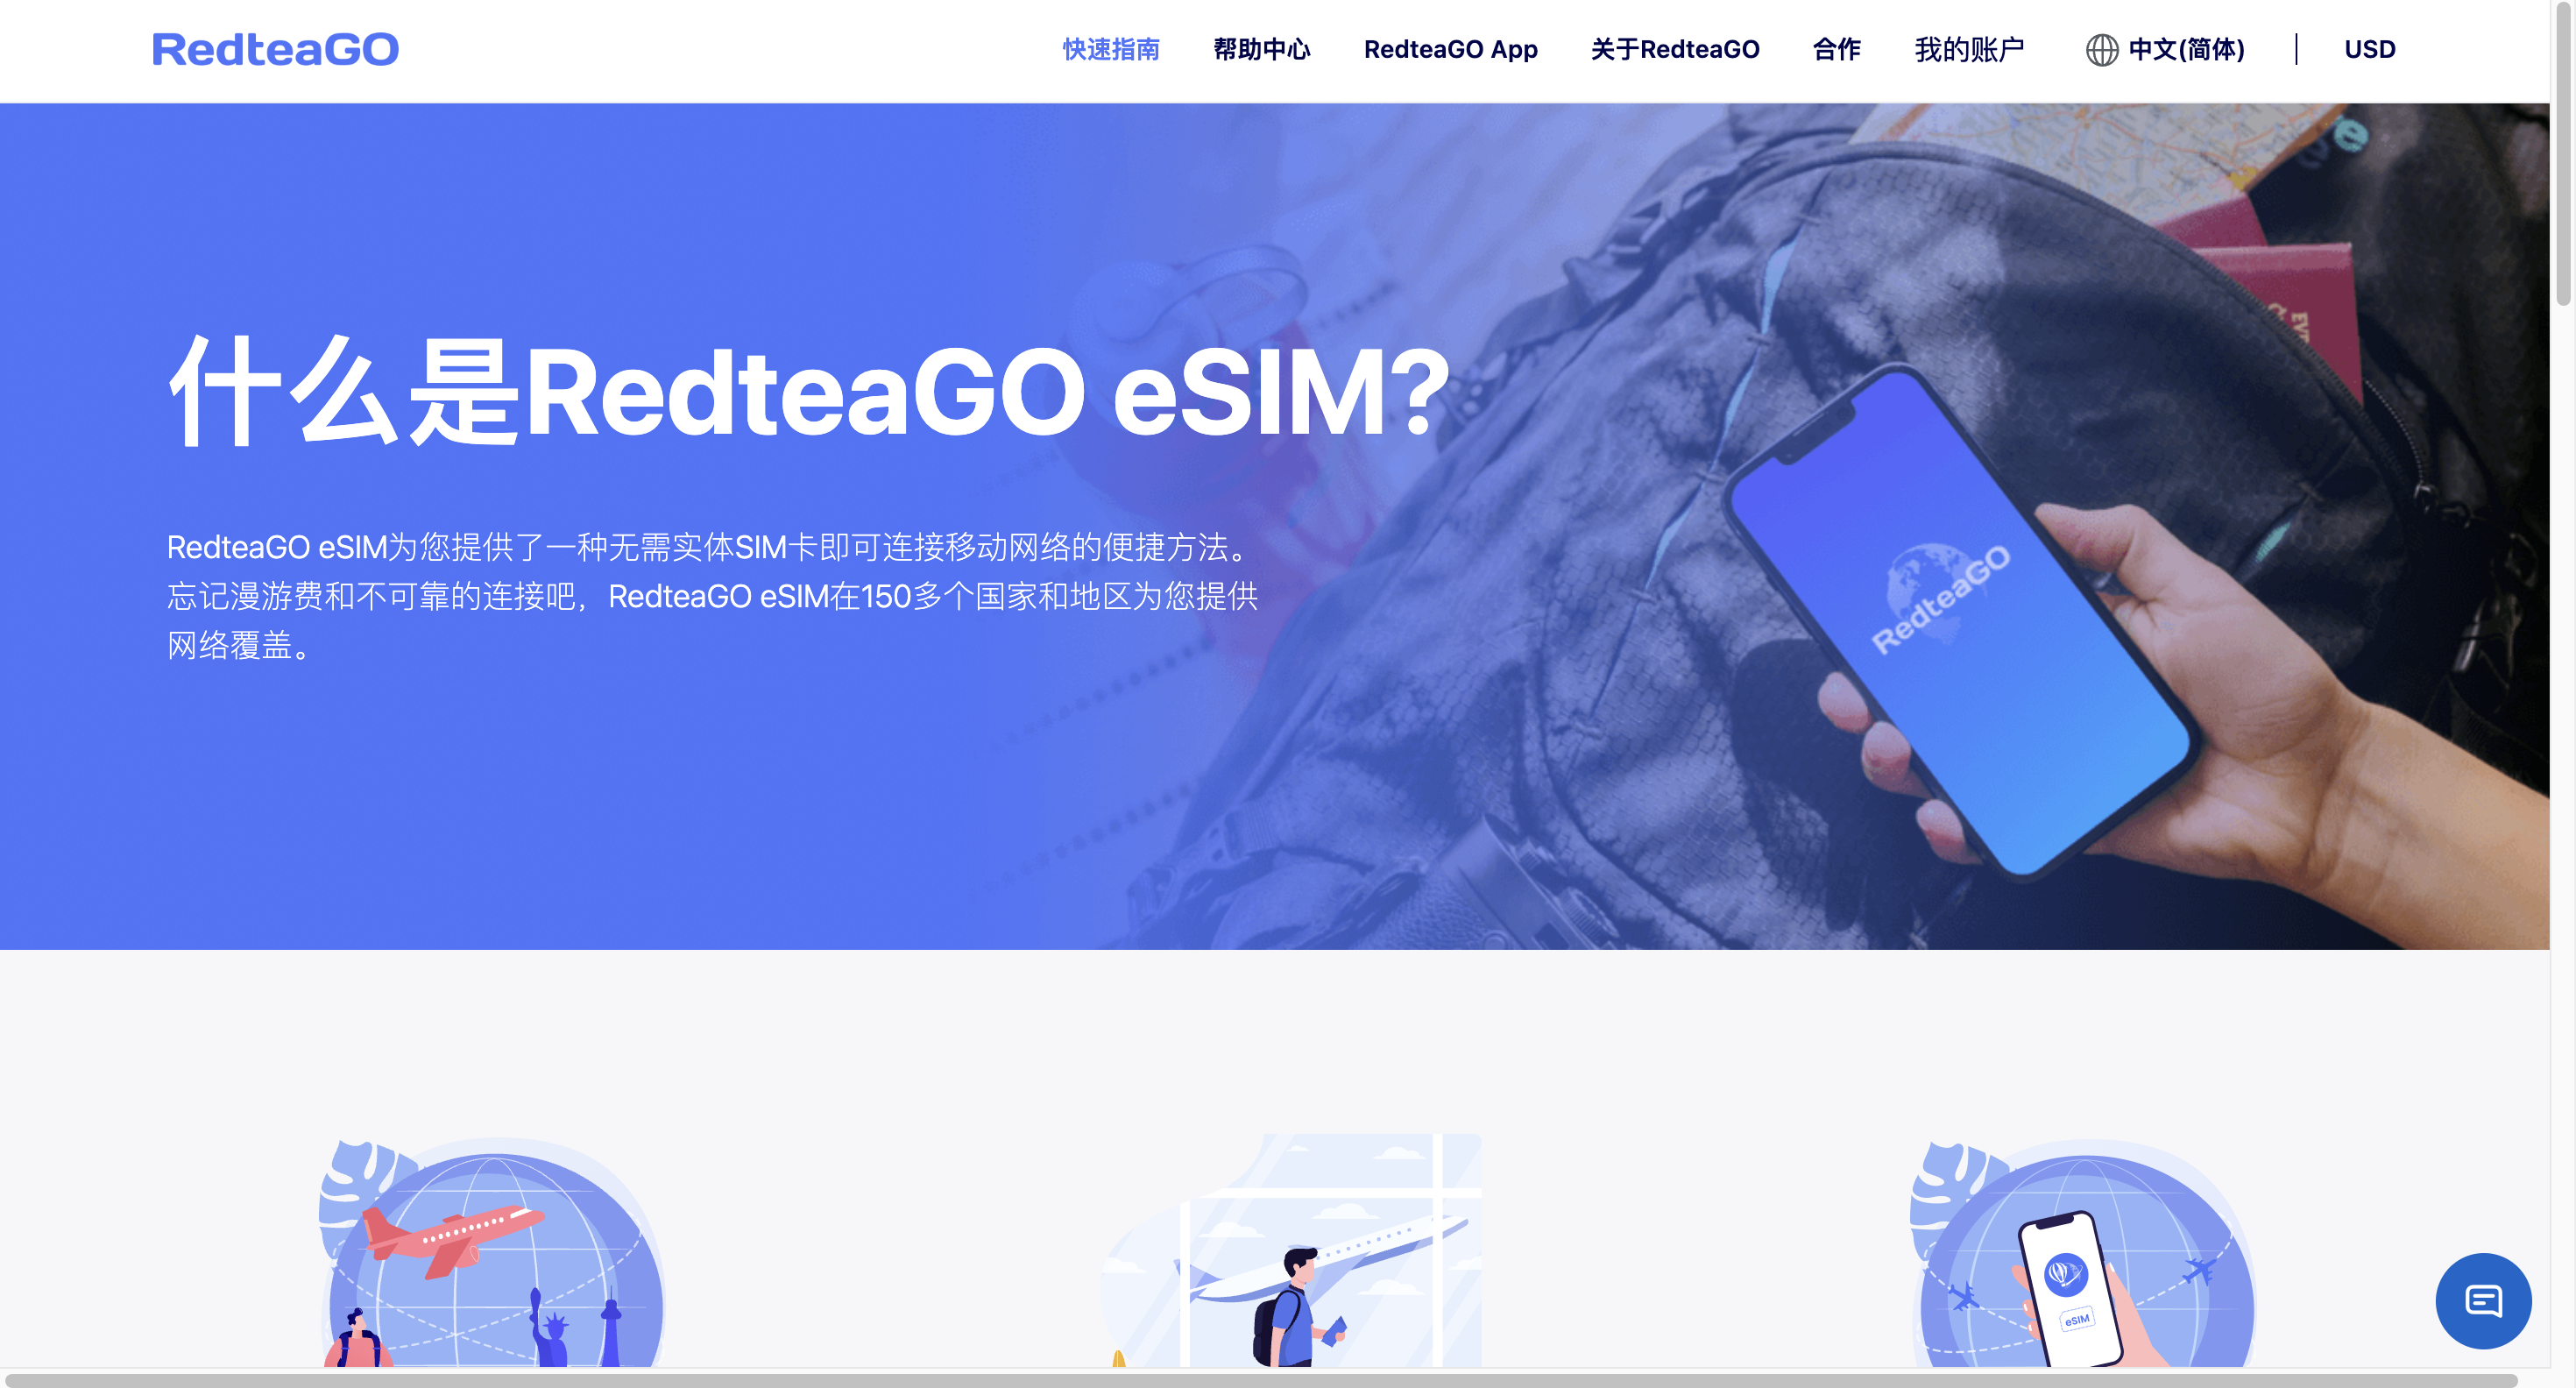 RedteaGO
快速指南
帮助中心
RedteaGO App
关于RedteaGO
合作
我的账户
中文(简体)
USD
什么是RedteaGO eSIM?
RedteaGO eSIM为您提供了一种无需实体SIM卡即可连接移动网络的便捷方法。
忘记漫游费和不可靠的连接吧，RedteaGO eSIM在150多个国家和地区为您提供
网络覆盖。
RedteaGO
eSIM